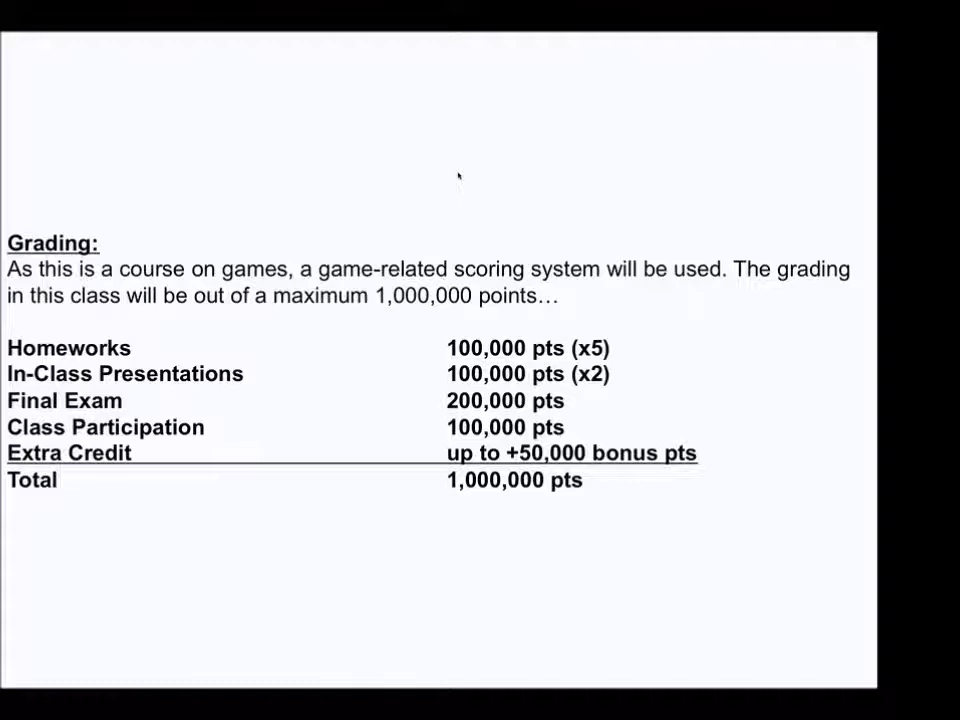 Grading:
As this is a course on games, a game-related scoring system will be used. The grading
in this class will be out of a maximum 1,000,000 points…
Homeworks 100,000 pts (x5)
In-Class Presentations 100,000 pts (x2)
Final Exam 200,000 pts
Class Participation 100,000 pts
Extra Credit up to +50,000 bonus pts
Total 1,000,000 pts